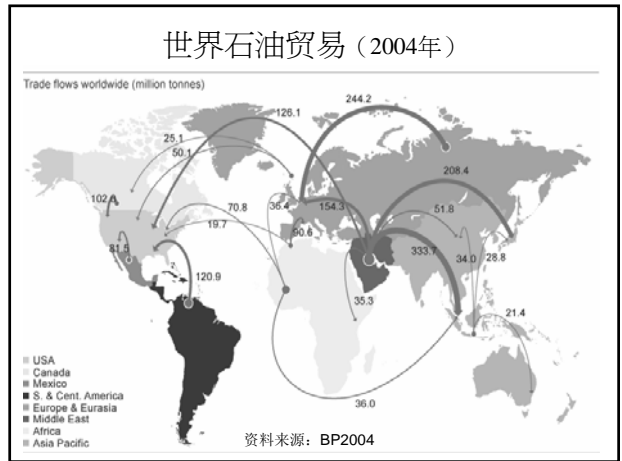 世界石油贸易（2004年）
Trade flows worldwide (million tonnes)
126.1
244.2
25.1
50.1
208.4
102.0
70.8
36.4
154.3
51.8
19.7
90.6
81.5
333.7
34.0
28.8
120.9
35.3
21.4
36.0
USA
Canada
Mexico
S. & Cent. America
Europe & Eurasia
Middle East
Africa
Asia Pacific
资料来源：BP2004